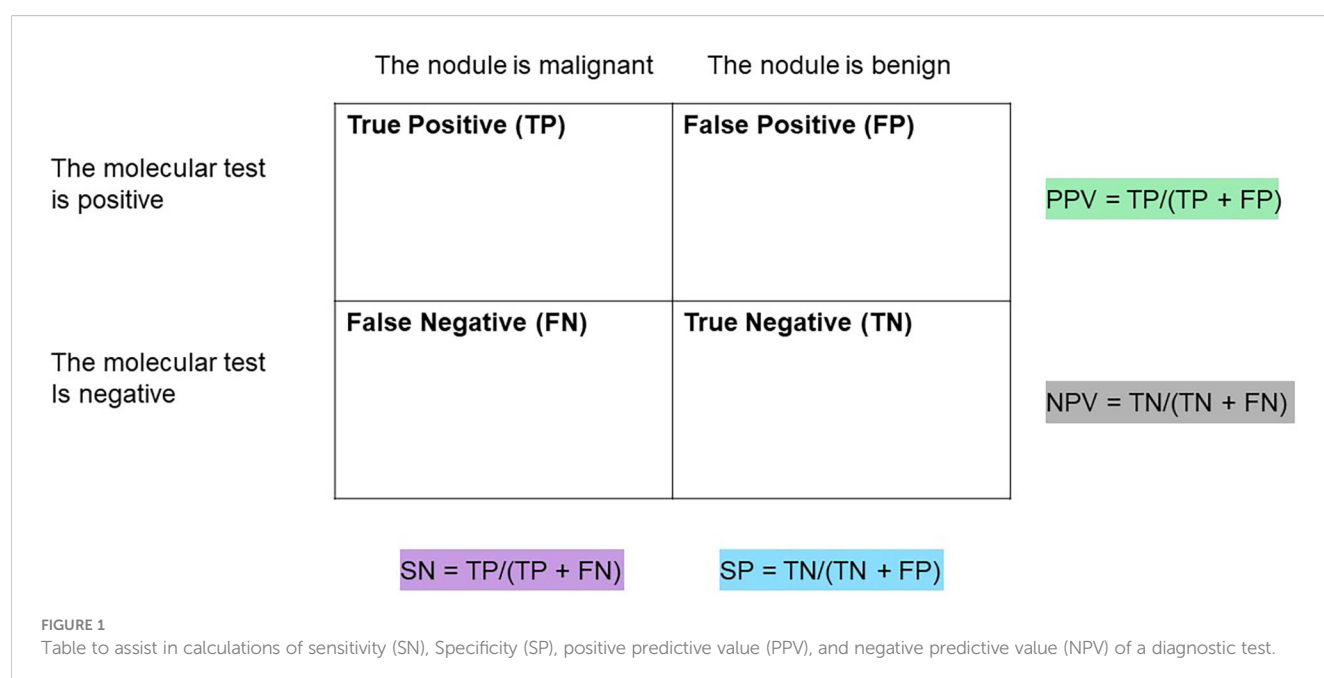 The nodule is malignant The nodule is benign
True Positive (TP) False Positive (FP)
The molecular test
is positive
PPV = TP/(TP + FP)
False Negative (FN) True Negative (TN)
The molecular test
Is negative
NPV = TN/(TN + FN)
SN = TP/(TP + FN) SP = TN/(TN + FP)
FIGURE 1
Table to assist in calculations of sensitivity (SN), Specificity (SP), positive predictive value (PPV), and negative predictive value (NPV) of a diagnostic test.